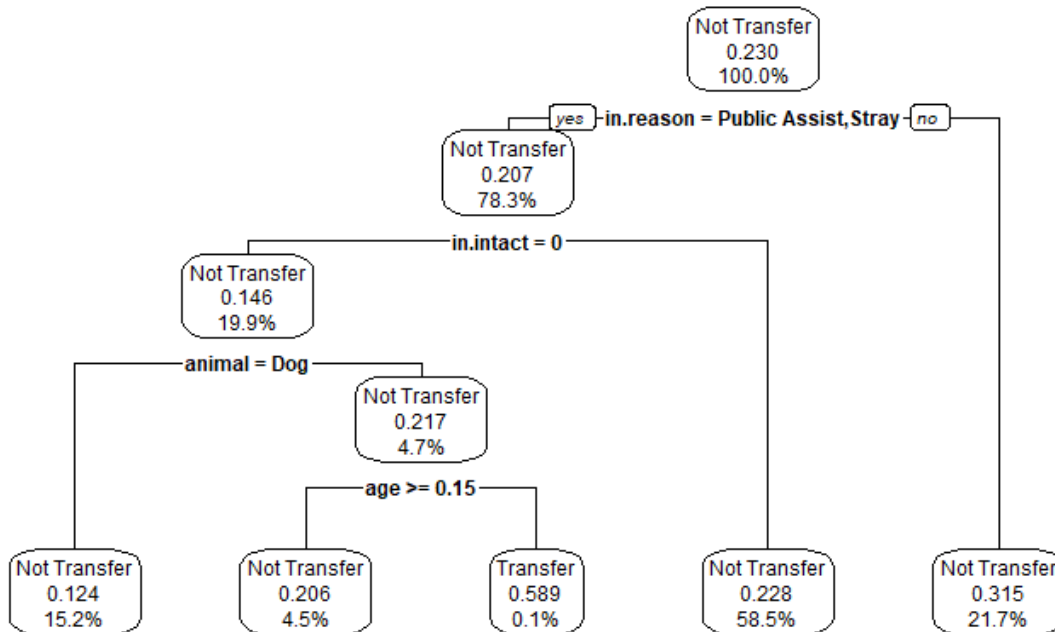 Not Transfer
0.230
100.0%
yes in.reason = Public Assist,Stray no
Not Transfer
0.207
78.3%
in.intact = 0
Not Transfer
0.146
19.9%
animal = Dog
Not Transfer
0.217
4.7%
age >= 0.15
Not Transfer
0.124
15.2%
Not Transfer
0.206
4.5%
Transfer
0.589
0.1%
Not Transfer
0.228
58.5%
Not Transfer
0.315
21.7%